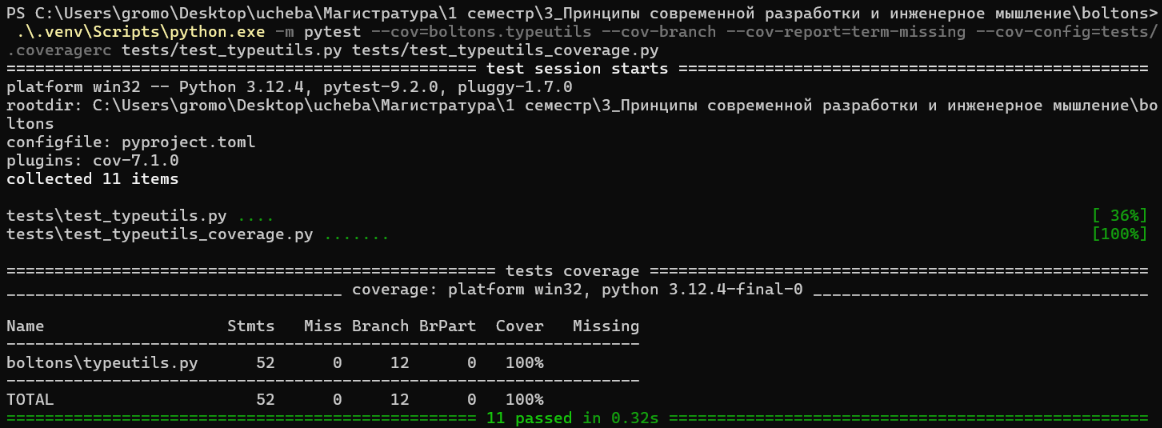 PS C:\Users\gromo\Desktop\ucheba\Магистратура\1 семестр\3_Принципы современной разработки и инженерное мышление\boltons>
.\.venv\Scripts\python.exe -m pytest --cov=boltons.typeutils --cov-branch --cov-report=term-missing --cov-config=tests/
.coveragerc tests/test_typeutils.py tests/test_typeutils_coverage.py
================================================= test session starts =================================================
platform win32 -- Python 3.12.4, pytest-9.2.0, pluggy-1.7.0
rootdir: C:\Users\gromo\Desktop\ucheba\Магистратура\1 семестр\3_Принципы современной разработки и инженерное мышление\bo
ltons
configfile: pyproject.toml
plugins: cov-7.1.0
collected 11 items
tests\test_typeutils.py .... [ 36%]
tests\test_typeutils_coverage.py ....... [100%]
=================================================== tests coverage ====================================================
___________________________________ coverage: platform win32, python 3.12.4-final-0 ___________________________________
Name Stmts Miss Branch BrPart Cover Missing
------------------------------------------------------------------
boltons\typeutils.py 52 0 12 0 100%
------------------------------------------------------------------
TOTAL 52 0 12 0 100%
================================================= 11 passed in 0.32s ==================================================